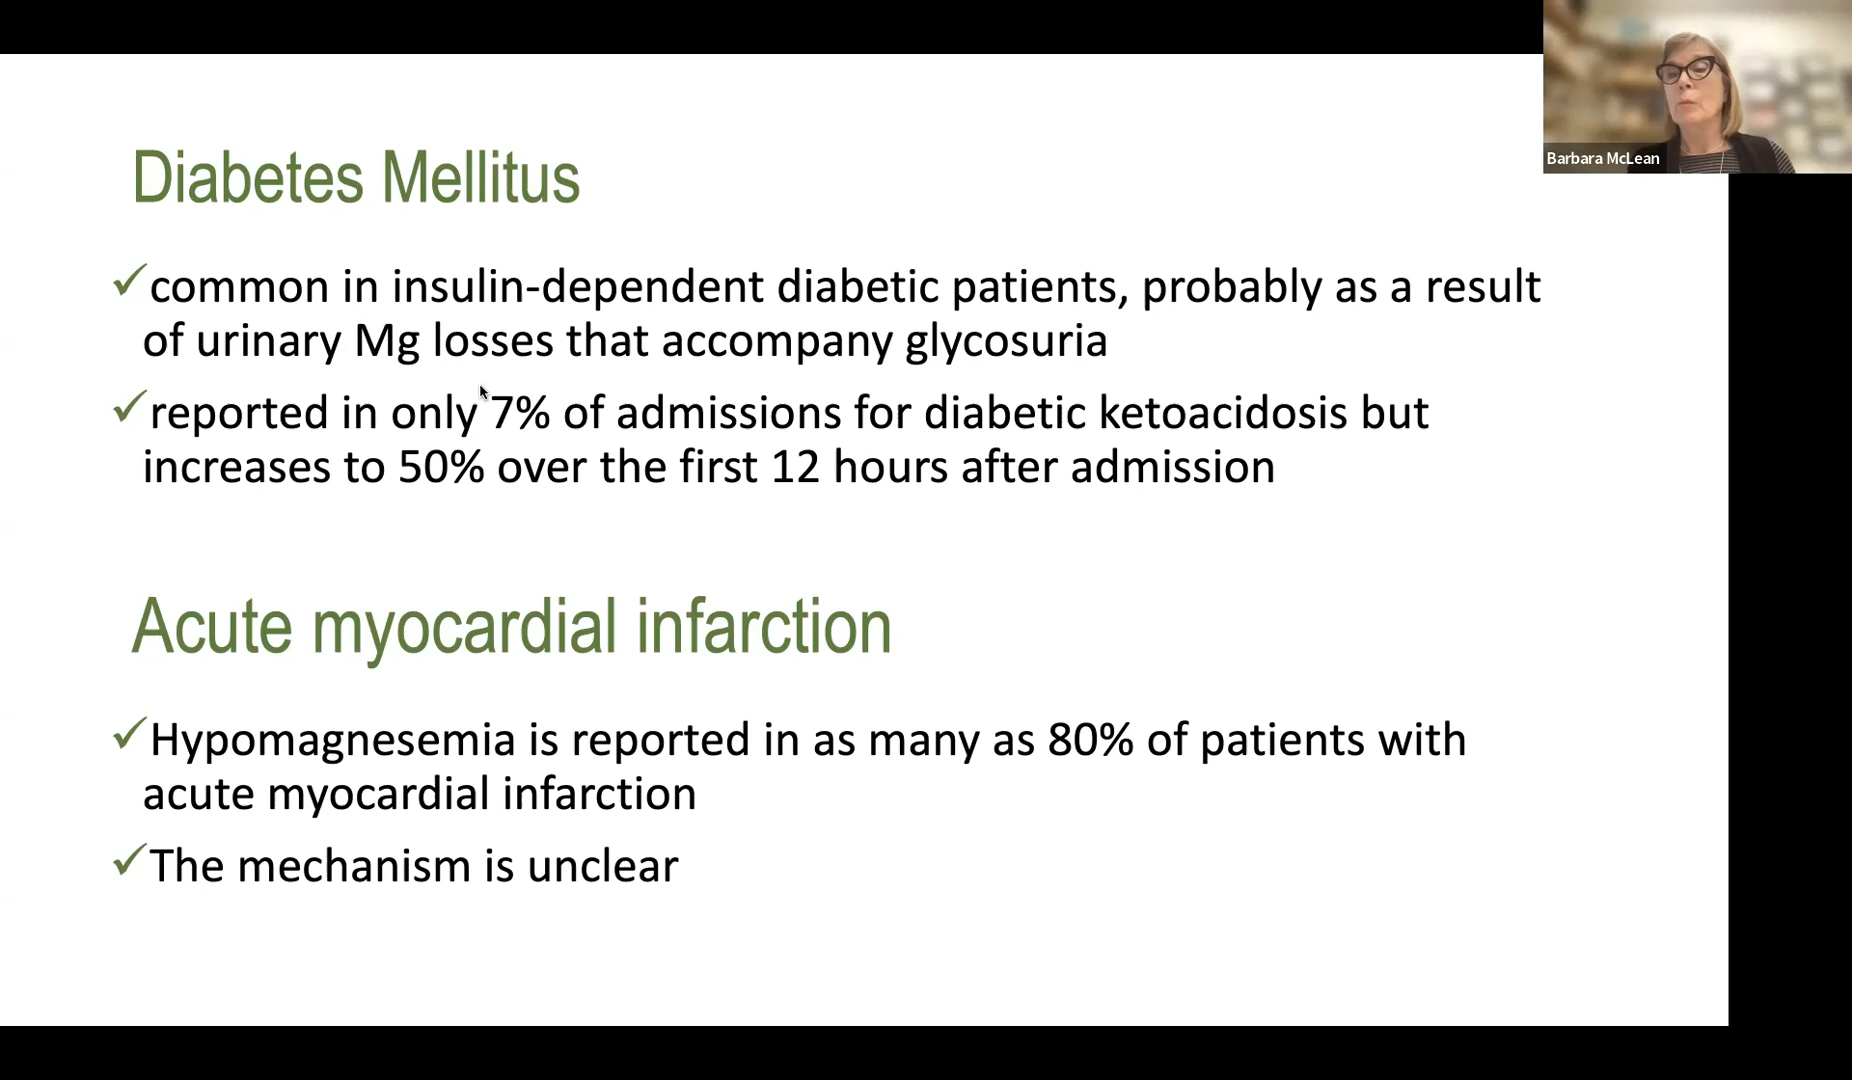 Barbara McLean
Diabetes Mellitus
✓common in insulin-dependent diabetic patients, probably as a result
of urinary Mg losses that accompany glycosuria
✓reported in only 7% of admissions for diabetic ketoacidosis but
increases to 50% over the first 12 hours after admission
Acute myocardial infarction
✓Hypomagnesemia is reported in as many as 80% of patients with
acute myocardial infarction
✓The mechanism is unclear